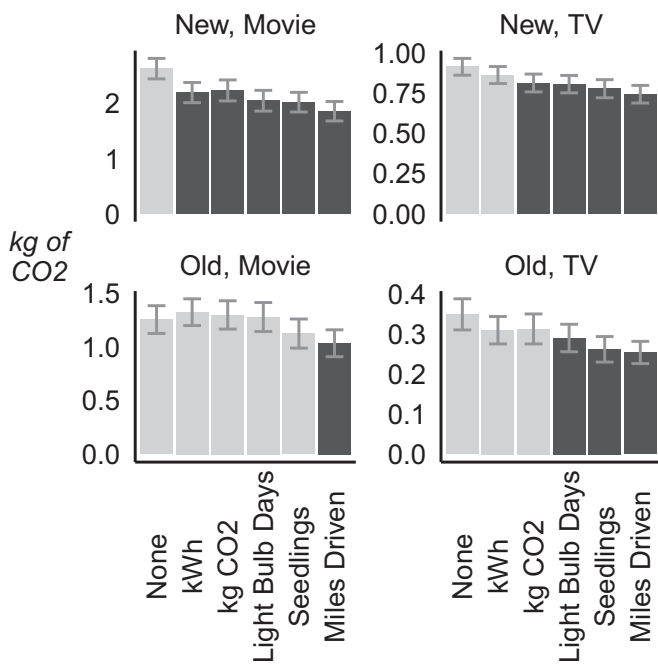 New, Movie
New, TV
2
1
0
1.00
0.75
0.50
0.25
0.00
kg of
CO2
Old, Movie
Old, TV
1.5
1.0
0.5
0.0
0.4
0.3
0.2
0.1
0.0
None
kWh
kg CO2
Light Bulb Days
Seedlings
Miles Driven
None
kWh
kg CO2
Light Bulb Days
Seedlings
Miles Driven